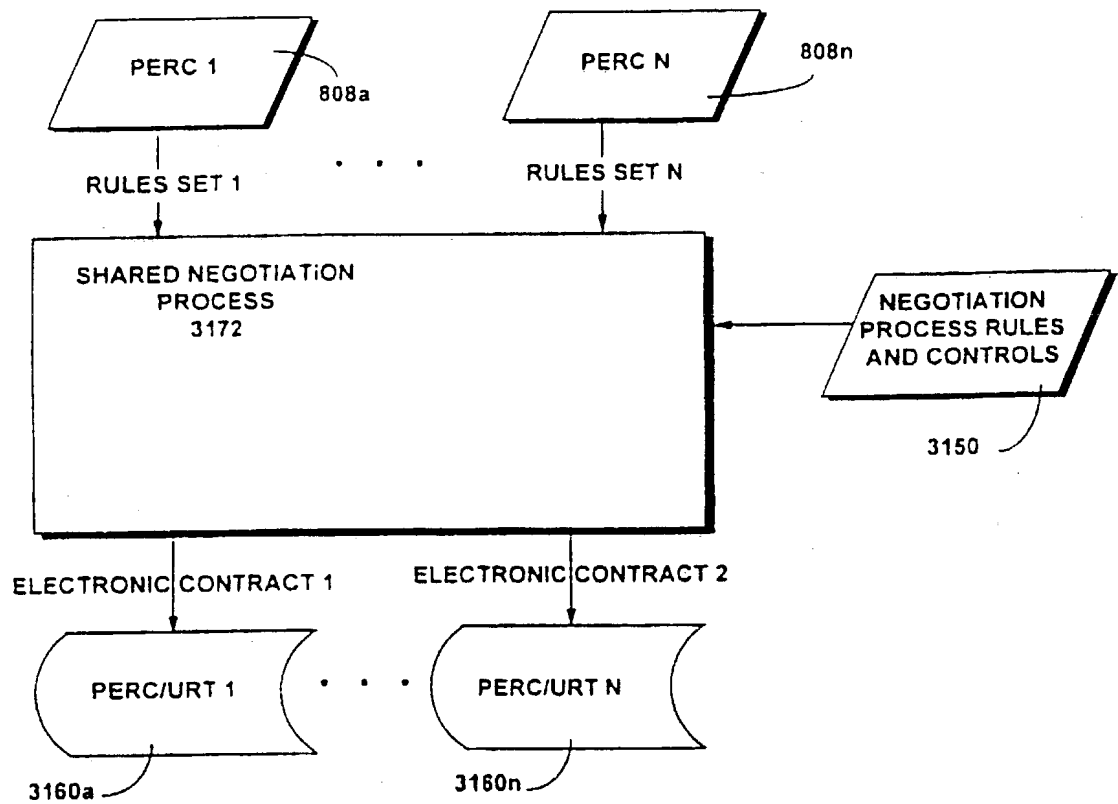 PERC 1
808a
PERC N
808n
RULES SET 1
RULES SET N
SHARED NEGOTIATiON
PROCESS
3172
NEGOTIATION
PROCESS RULES
AND CONTROLS
3150
ELECTRONIC CONTRACT 1
ELECTRONIC CONTRACT 2
PERC/URT 1
PERC/URT N
3160a
3160n